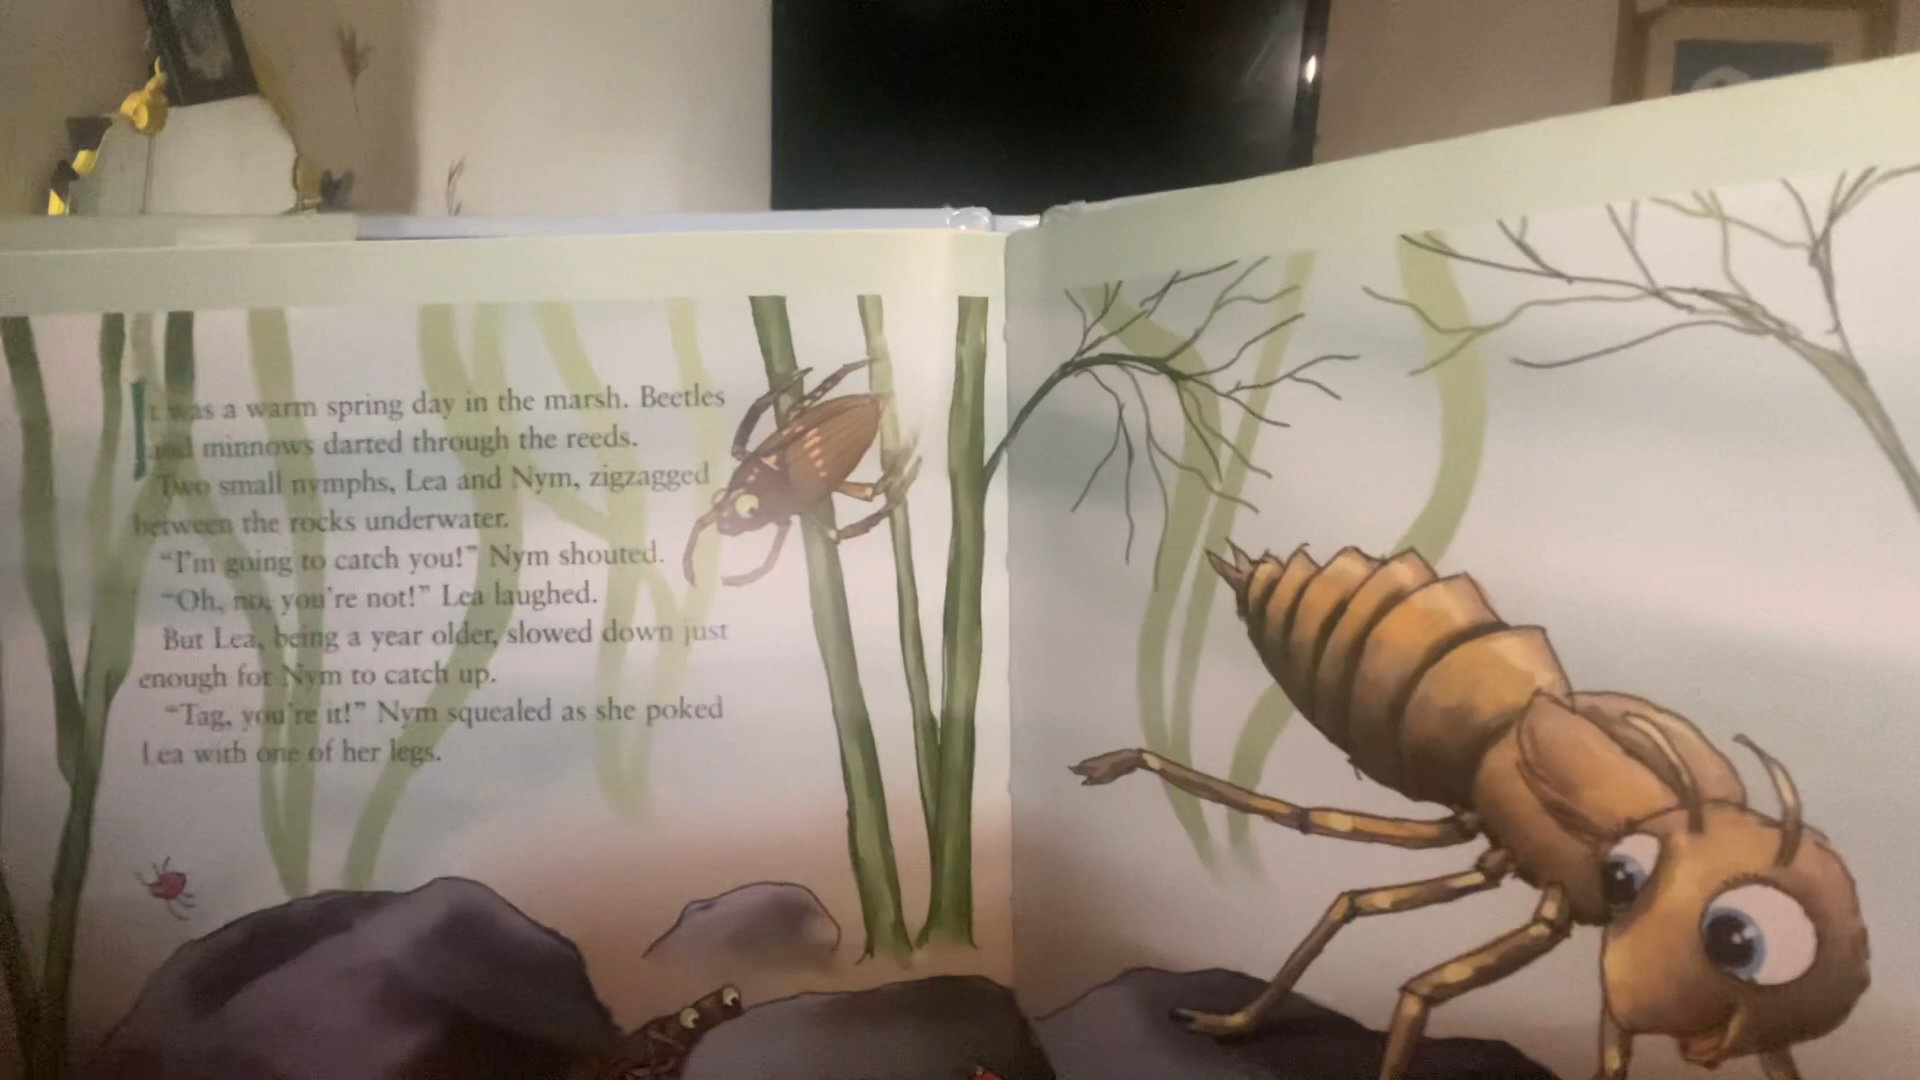 It was a warm spring day in the marsh. Beetles
and minnows darted through the reeds.
Two small nymphs, Lea and Nym, zigzagged
between the rocks underwater.
“I’m going to catch you!” Nym shouted.
“Oh, no, you’re not!” Lea laughed.
But Lea, being a year older, slowed down just
enough for Nym to catch up.
“Tag, you’re it!” Nym squealed as she poked
Lea with one of her legs.